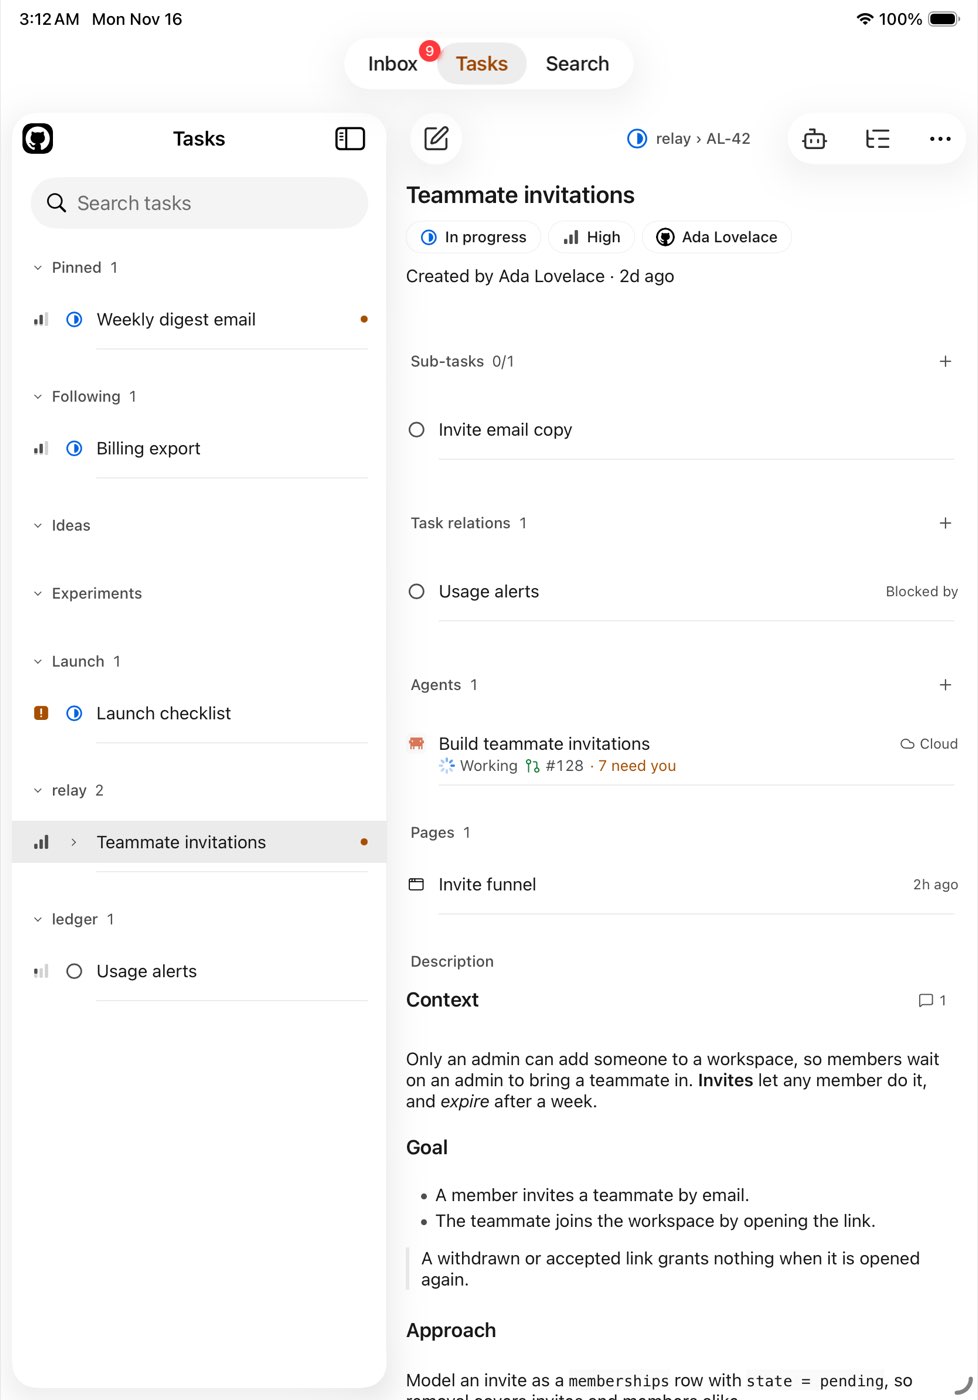 3:12 AM Mon Nov 16
100%
Inbox 9
Tasks
Search
Tasks
Search tasks
Pinned 1
Weekly digest email
Following 1
Billing export
Ideas
Experiments
Launch 1
Launch checklist
relay 2
Teammate invitations
ledger 1
Usage alerts
relay › AL-42
Teammate invitations
In progress
High
Ada Lovelace
Created by Ada Lovelace · 2d ago
Sub-tasks 0/1
Invite email copy
Task relations 1
Usage alerts
Blocked by
Agents 1
Build teammate invitations
Cloud
Working #128 · 7 need you
Pages 1
Invite funnel
2h ago
Description
Context
1
Only an admin can add someone to a workspace, so members wait
on an admin to bring a teammate in. Invites let any member do it,
and expire after a week.
Goal
• A member invites a teammate by email.
• The teammate joins the workspace by opening the link.
A withdrawn or accepted link grants nothing when it is opened
again.
Approach
Model an invite as a memberships row with state = pending, so